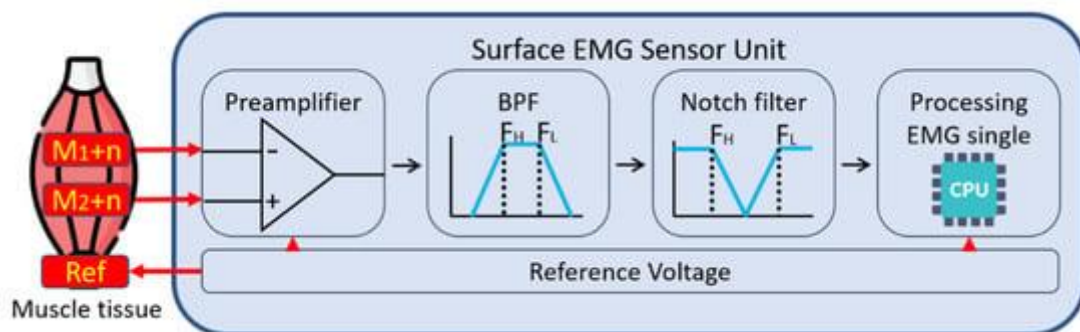 Surface EMG Sensor Unit
Preamplifier
BPF
Notch filter
Processing
EMG single
M1+n
M2+n
-
+
FH FL
FH FL
CPU
Ref
Reference Voltage
Muscle tissue